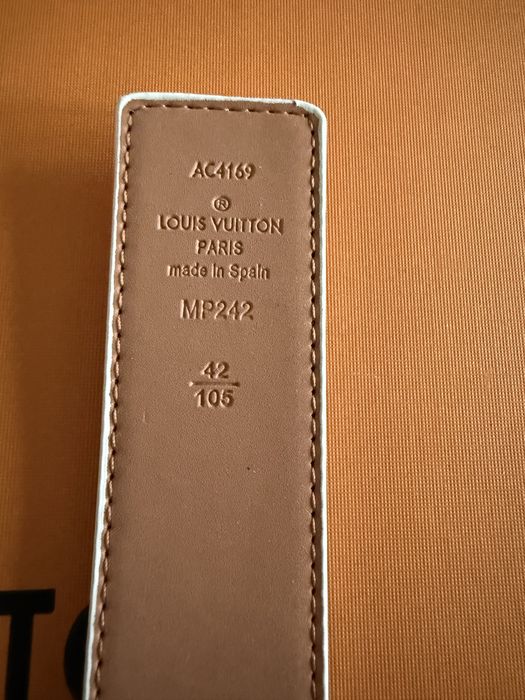 AC4169
®
LOUIS VUITTON
PARIS
made in Spain
MP242
42
105